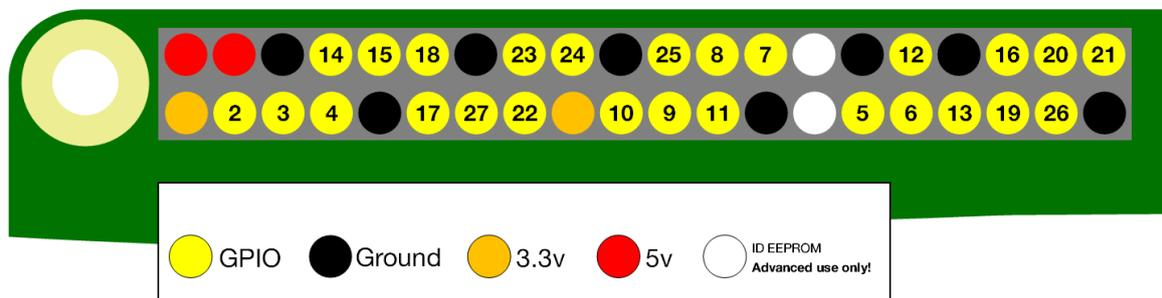 14 15 18 23 24 25 8 7 12 16 20 21
2 3 4 17 27 22 10 9 11 5 6 13 19 26
GPIO Ground 3.3v 5v ID EEPROM
Advanced use only!